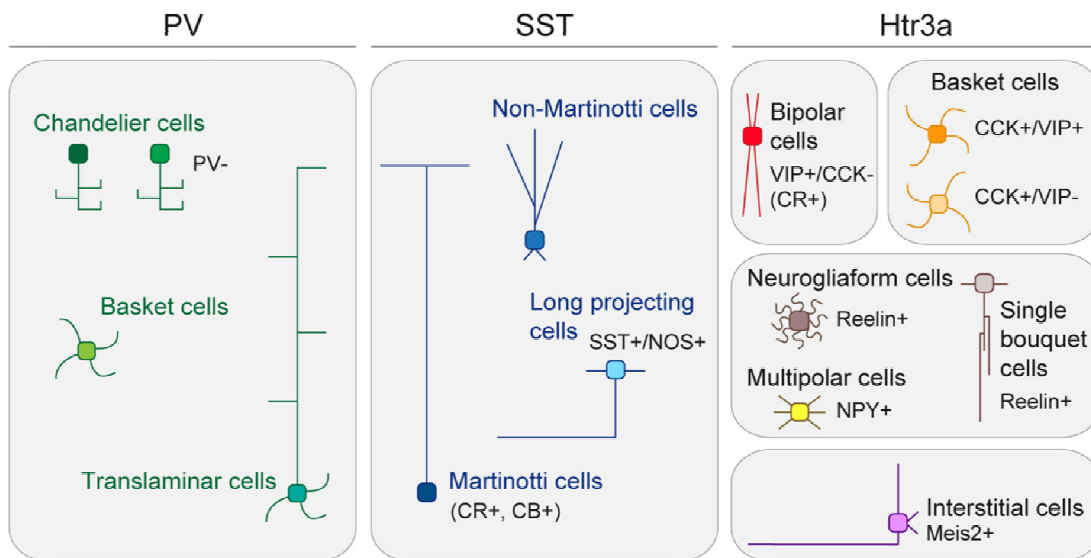 PV
SST
Htr3a
Chandelier cells
PV-
Basket cells
Translaminar cells
Non-Martinotti cells
Long projecting
cells
SST+/NOS+
Martinotti cells
(CR+, CB+)
Bipolar
cells
VIP+/CCK-
(CR+)
Basket cells
CCK+/VIP+
CCK+/VIP-
Neurogliaform cells
Reelin+
Single
bouquet
cells
Reelin+
Multipolar cells
NPY+
Interstitial cells
Meis2+